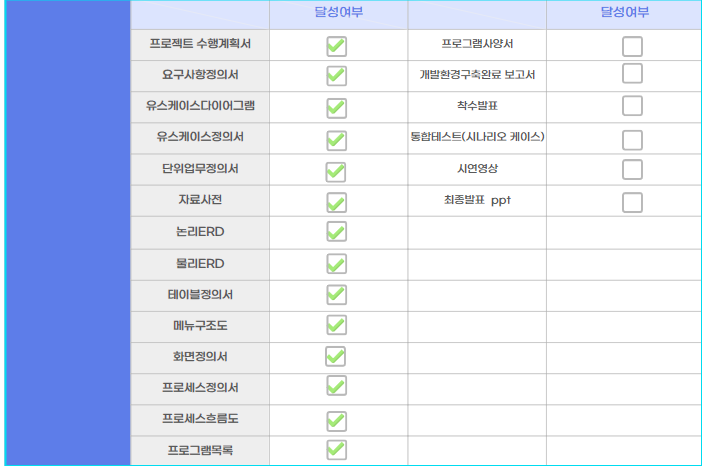 달성여부 달성여부
프로젝트 수행계획서 프로그램사양서
요구사항정의서 개발환경구축완료 보고서
유스케이스다이어그램 착수발표
유스케이스정의서 통합테스트(시나리오 케이스)
단위업무정의서 시연영상
자료사전 최종발표 ppt
논리ERD
물리ERD
테이블정의서
메뉴구조도
화면정의서
프로세스정의서
프로세스흐름도
프로그램목록